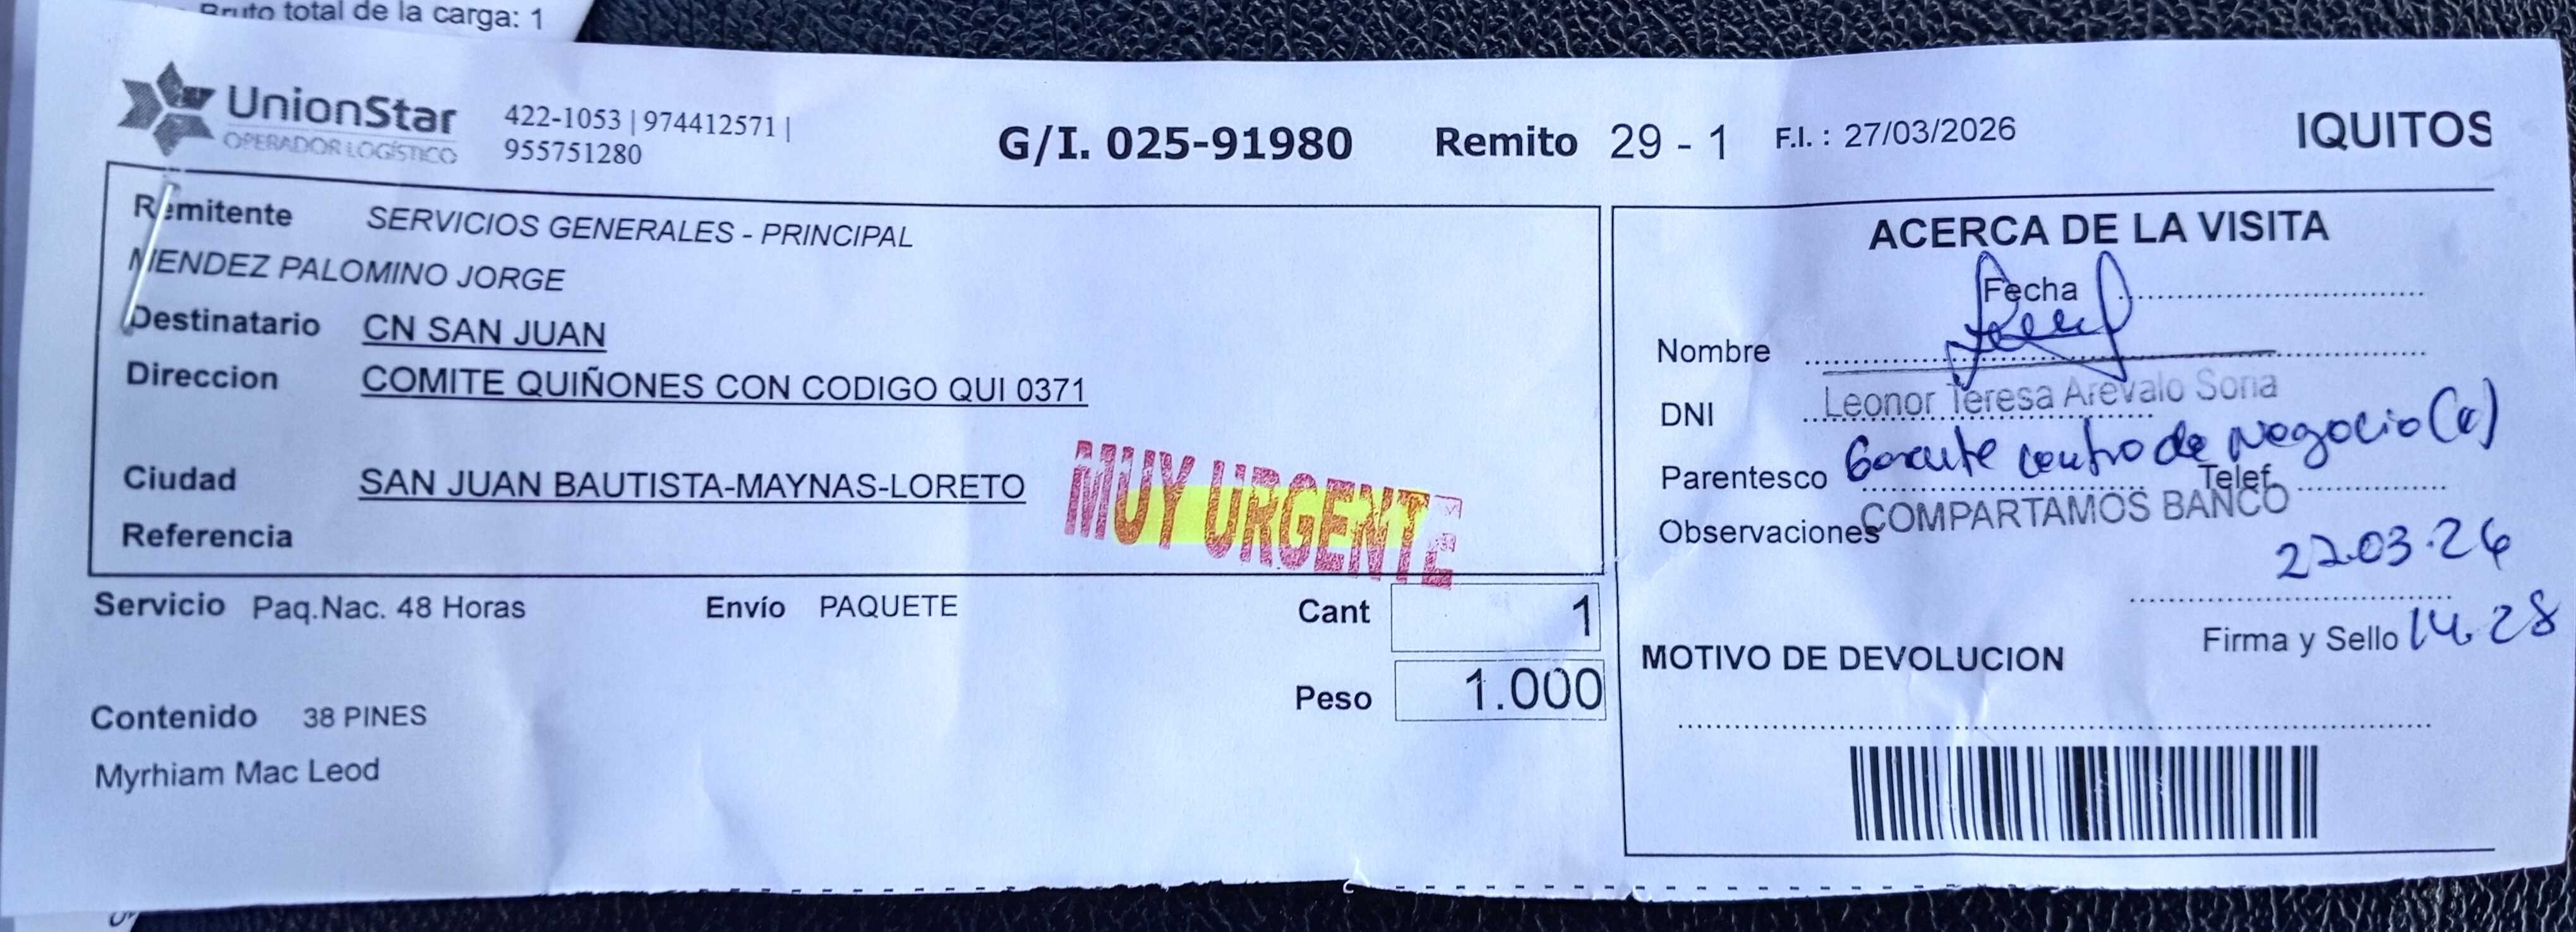 Bruto total de la carga: 1
UnionStar
OPERADOR LOGÍSTICO
422-1053 | 974412571 |
955751280
G/I. 025-91980 Remito 29 - 1 F.I. : 27/03/2026 IQUITOS
Remitente SERVICIOS GENERALES - PRINCIPAL
MENDEZ PALOMINO JORGE
Destinatario CN SAN JUAN
Direccion COMITE QUIÑONES CON CODIGO QUI 0371
Ciudad SAN JUAN BAUTISTA-MAYNAS-LORETO
Referencia
MUY URGENTE
Servicio Paq.Nac. 48 Horas Envío PAQUETE Cant 1
Peso 1.000
Contenido 38 PINES
Myrhiam Mac Leod
ACERCA DE LA VISITA
Fecha
Nombre
DNI Leonor Teresa Arevalo Soria
Parentesco Gerente centro de Negocio (e)
Telef.
Observaciones COMPARTAMOS BANCO
27.03.26
Firma y Sello 14.28
MOTIVO DE DEVOLUCION